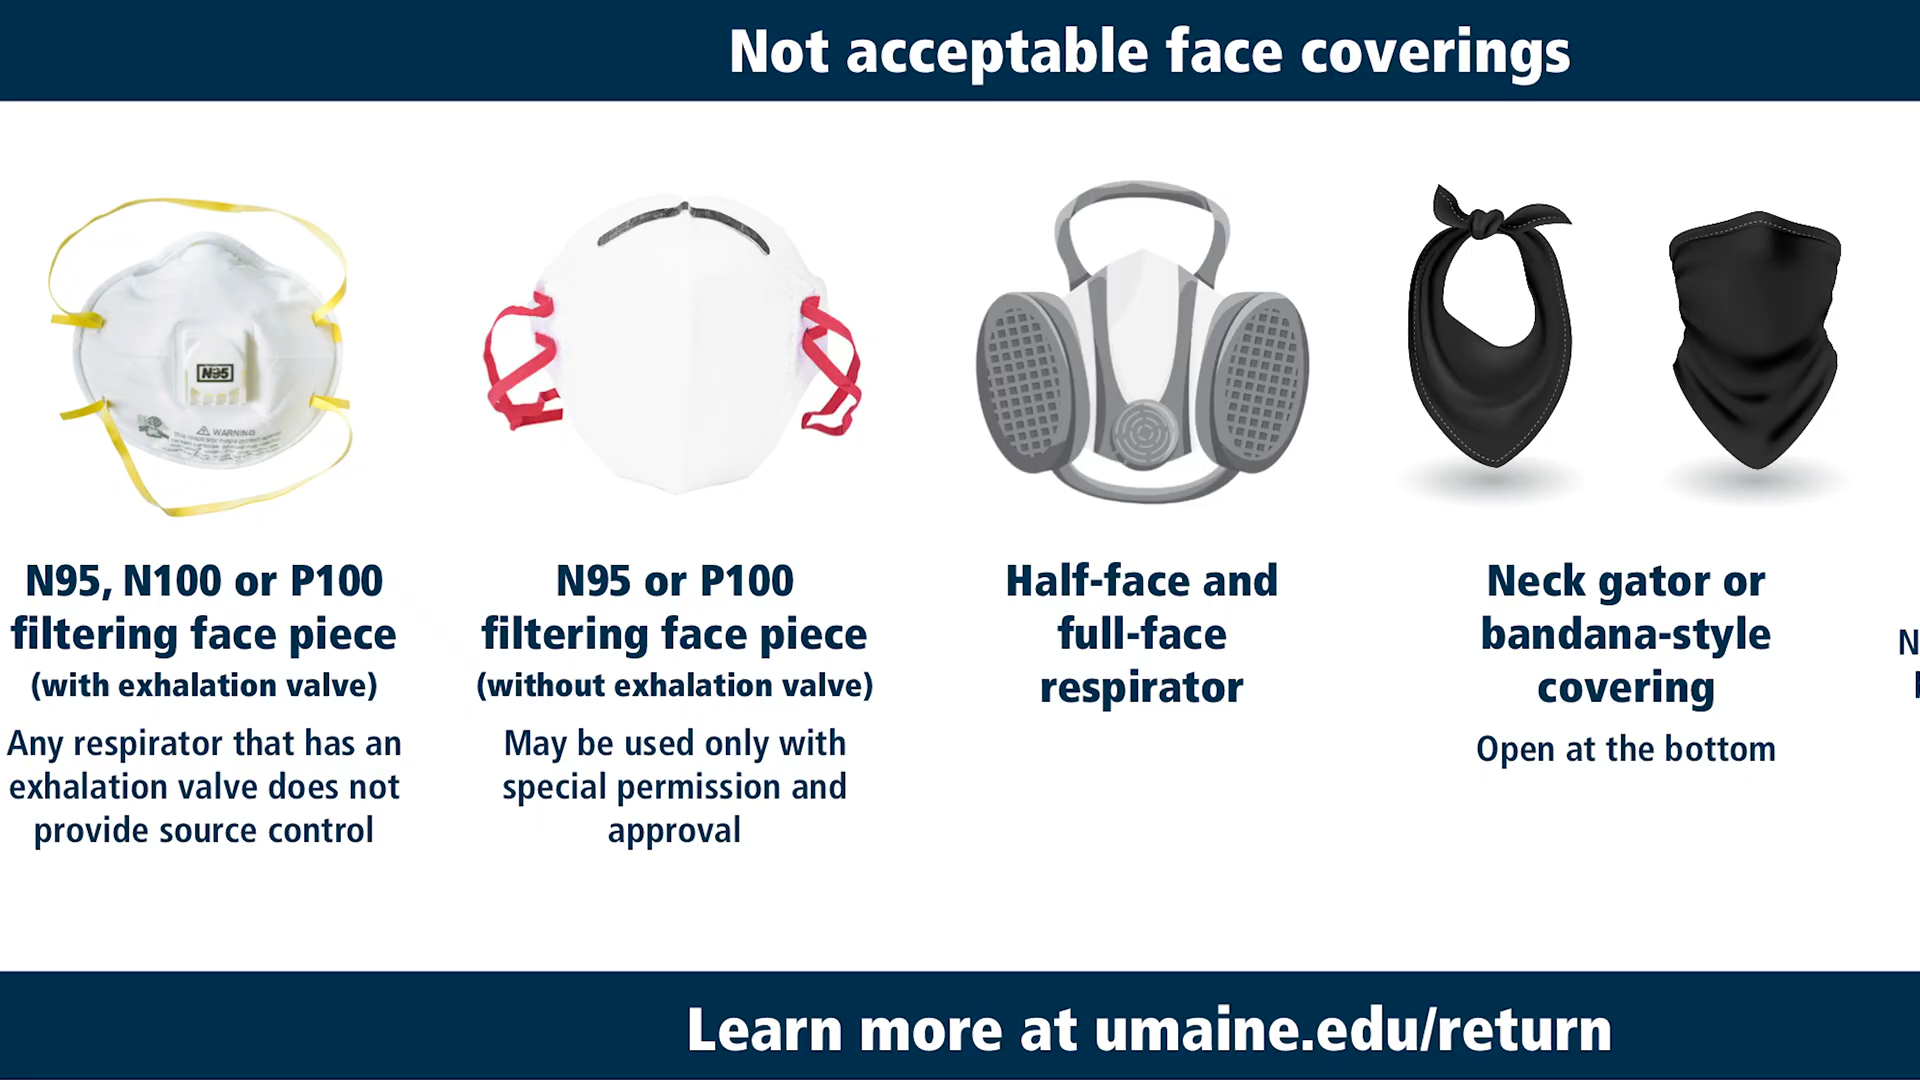 Not acceptable face coverings
N95
WARNING
N95, N100 or P100
filtering face piece
(with exhalation valve)
Any respirator that has an
exhalation valve does not
provide source control
N95 or P100
filtering face piece
(without exhalation valve)
May be used only with
special permission and
approval
Half-face and
full-face
respirator
Neck gator or
bandana-style
covering
Open at the bottom
N
Learn more at umaine.edu/return